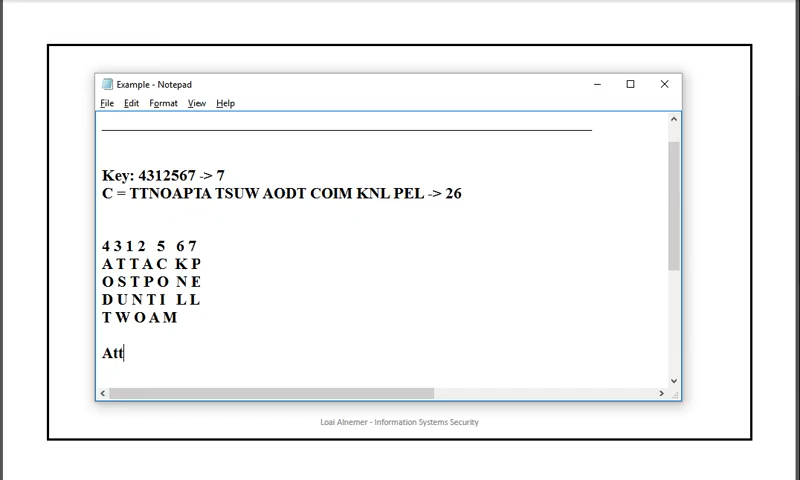 Example - Notepad
File Edit Format View Help
Key: 4312567 -> 7
C = TTNOAPTA TSUW AODT COIM KNL PEL -> 26
4 3 1 2 5 6 7
A T T A C K P
O S T P O N E
D U N T I L L
T W O A M
Att
Loai Alnemer - Information Systems Security